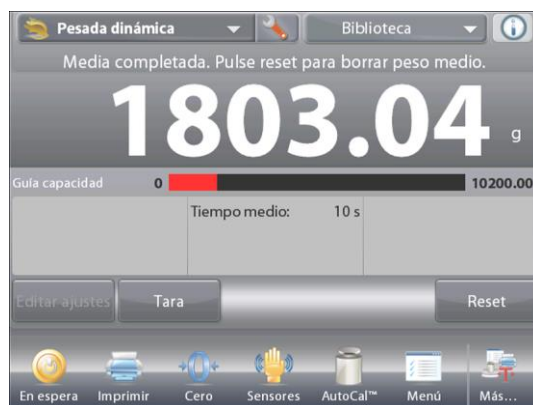 Pesada dinámica
Biblioteca
Media completada. Pulse reset para borrar peso medio.
1803.04 g
Guía capacidad 0 10200.00
Tiempo medio: 10 s
Editar ajustes Tara Reset
En espera Imprimir Cero Sensores AutoCal™ Menú Más...